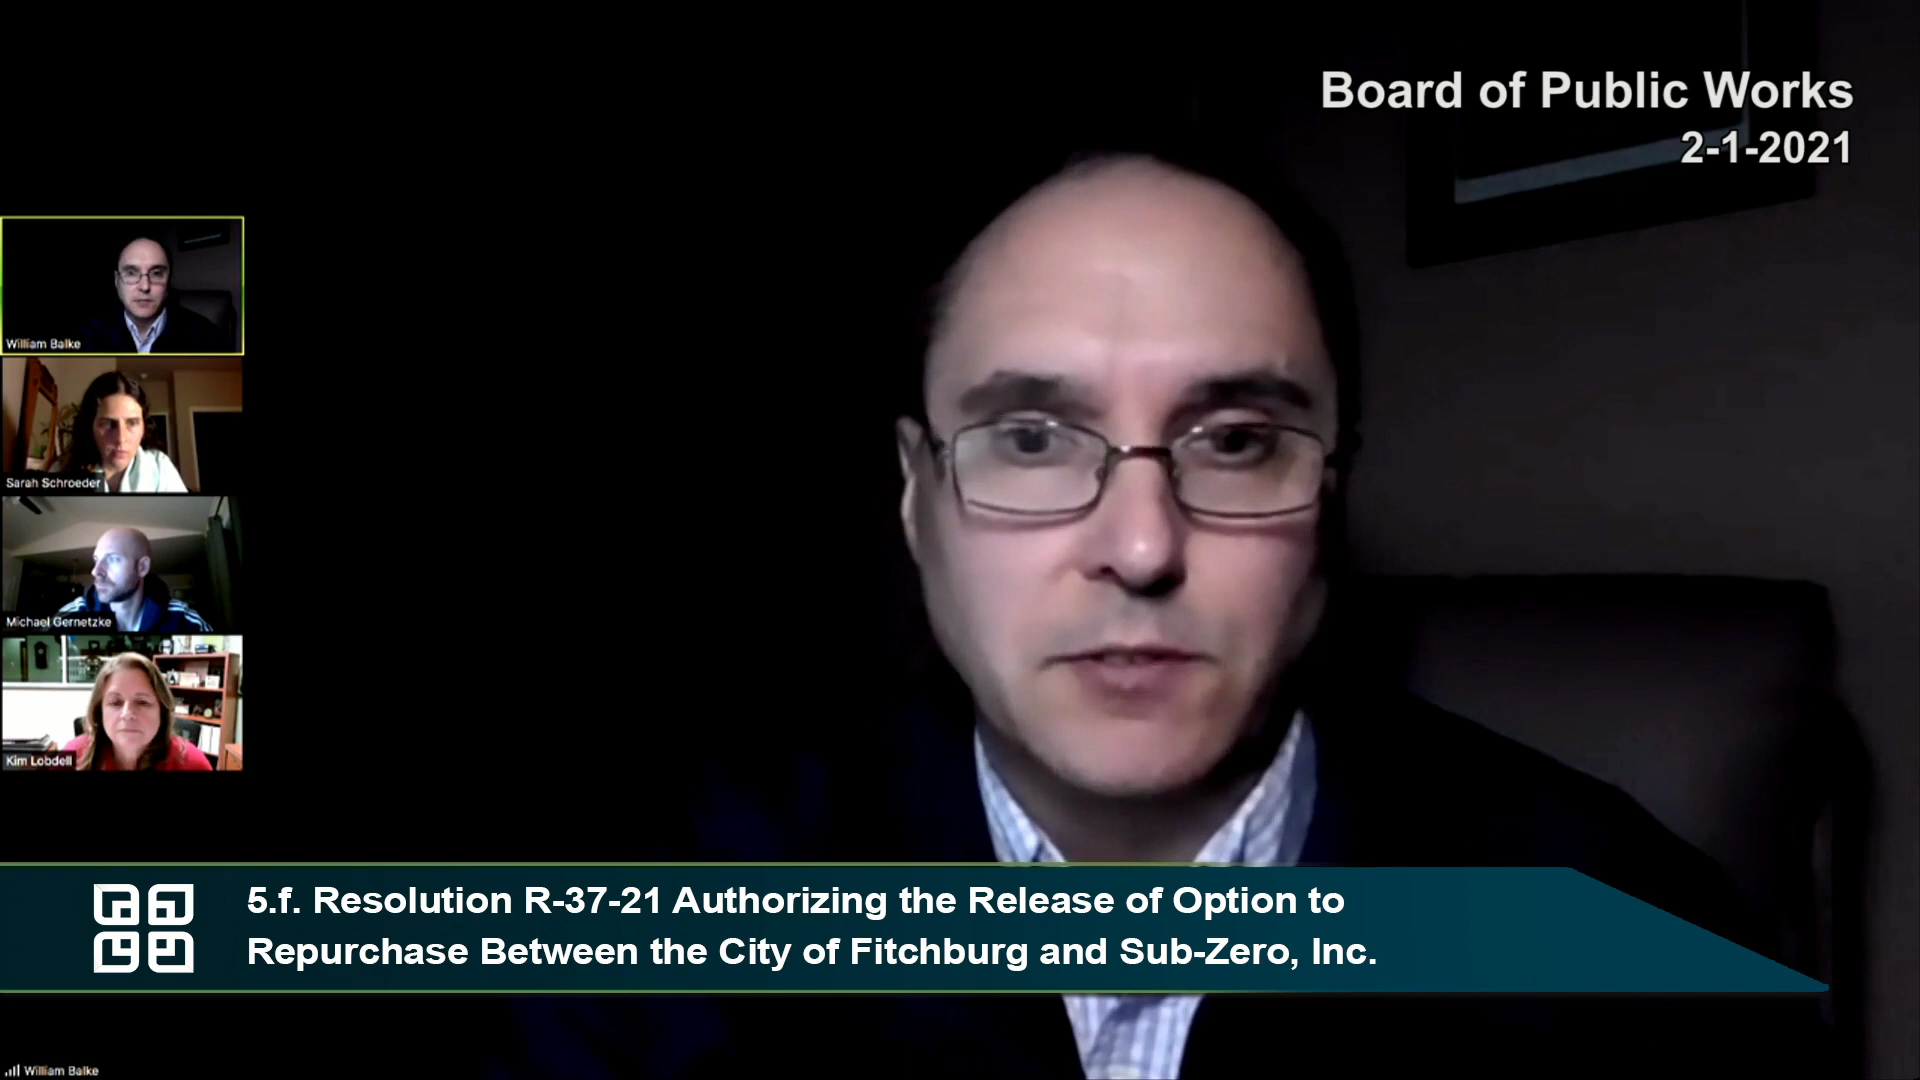 Board of Public Works
2-1-2021
William Balke
Sarah Schroeder
Michael Gernetzke
Kim Lobdell
5.f. Resolution R-37-21 Authorizing the Release of Option to
Repurchase Between the City of Fitchburg and Sub-Zero, Inc.
William Balke